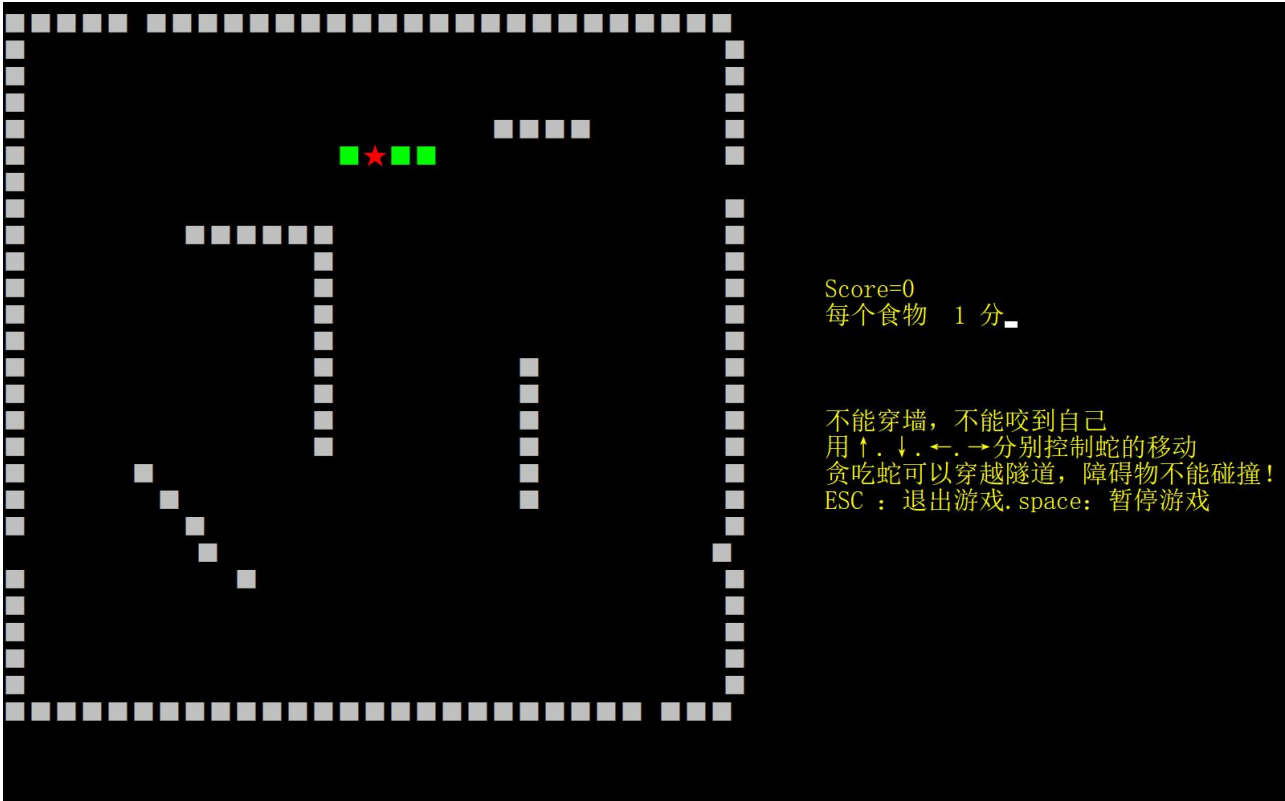 Score=0
每个食物 1 分
不能穿墙，不能咬到自己
用↑.↓.←.→分别控制蛇的移动
贪吃蛇可以穿越隧道，障碍物不能碰撞！
ESC ：退出游戏.space：暂停游戏